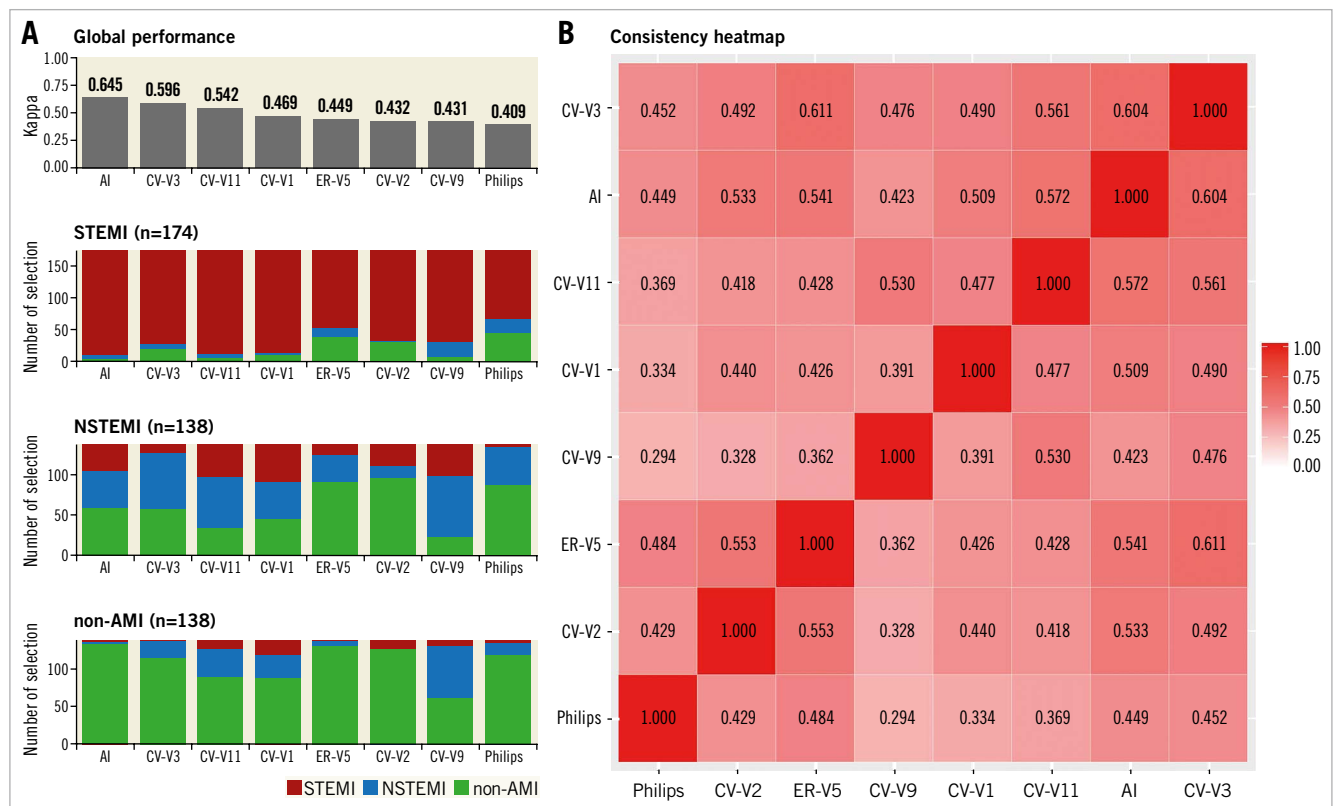 A Global performance
Kappa
1.00
0.75
0.50
0.25
0.00
0.645 0.596 0.542 0.469 0.449 0.432 0.431 0.409
AI CV-V3 CV-V11 CV-V1 ER-V5 CV-V2 CV-V9 Philips
STEMI (n=174)
Number of selection
150
100
50
0
AI CV-V3 CV-V11 CV-V1 ER-V5 CV-V2 CV-V9 Philips
NSTEMI (n=138)
Number of selection
100
50
0
AI CV-V3 CV-V11 CV-V1 ER-V5 CV-V2 CV-V9 Philips
non-AMI (n=138)
Number of selection
100
50
0
AI CV-V3 CV-V11 CV-V1 ER-V5 CV-V2 CV-V9 Philips
STEMI NSTEMI non-AMI
B Consistency heatmap
CV-V3 0.452 0.492 0.611 0.476 0.490 0.561 0.604 1.000
AI 0.449 0.533 0.541 0.423 0.509 0.572 1.000 0.604
CV-V11 0.369 0.418 0.428 0.530 0.477 1.000 0.572 0.561
CV-V1 0.334 0.440 0.426 0.391 1.000 0.477 0.509 0.490
CV-V9 0.294 0.328 0.362 1.000 0.391 0.530 0.423 0.476
ER-V5 0.484 0.553 1.000 0.362 0.426 0.428 0.541 0.611
CV-V2 0.429 1.000 0.553 0.328 0.440 0.418 0.533 0.492
Philips 1.000 0.429 0.484 0.294 0.334 0.369 0.449 0.452
Philips CV-V2 ER-V5 CV-V9 CV-V1 CV-V11 AI CV-V3
1.00
0.75
0.50
0.25
0.00